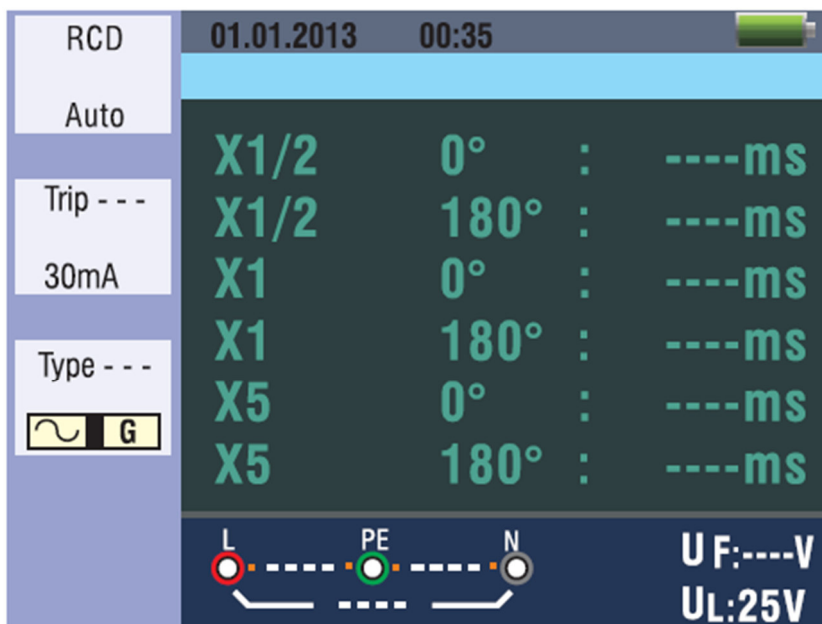 RCD
Auto
Trip - - -
30mA
Type - - -
G
01.01.2013 00:35
X1/2 0° : ----ms
X1/2 180° : ----ms
X1 0° : ----ms
X1 180° : ----ms
X5 0° : ----ms
X5 180° : ----ms
L PE N
UF:----V
UL:25V